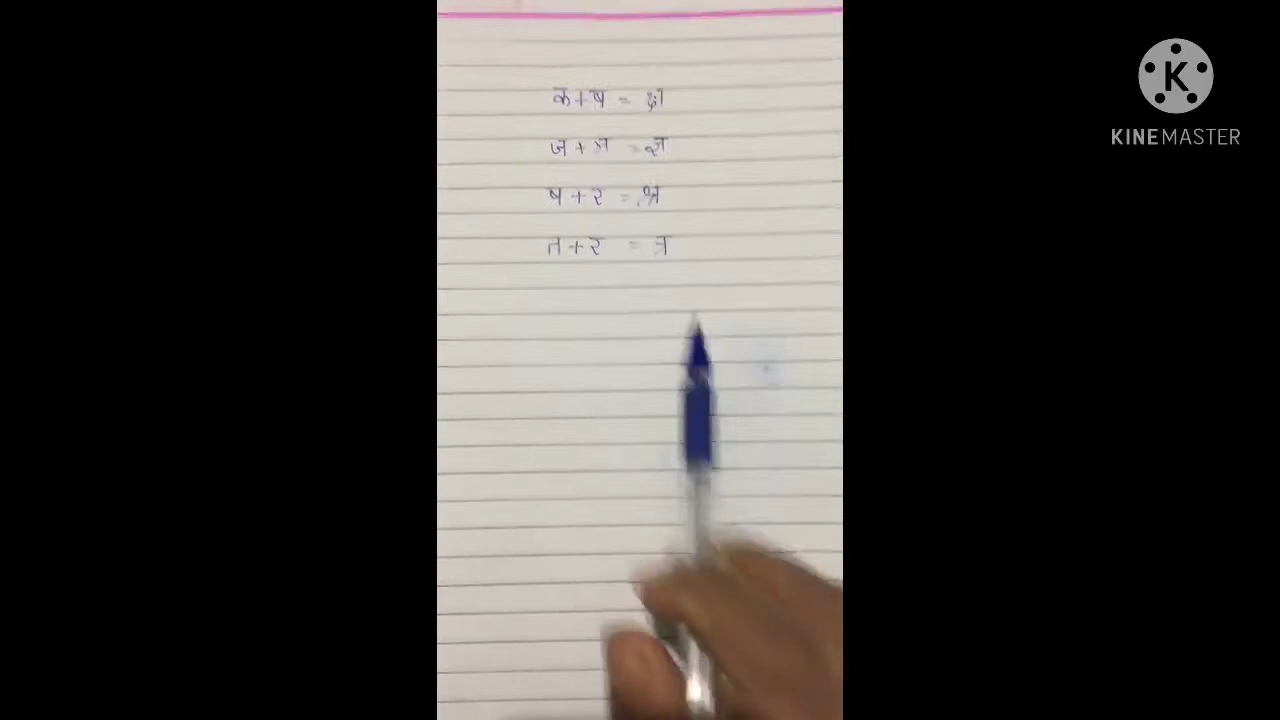 क + ष = क्ष
ज + ञ = ज्ञ
ष + र = श्र
त + र = त्र
KINEMASTER